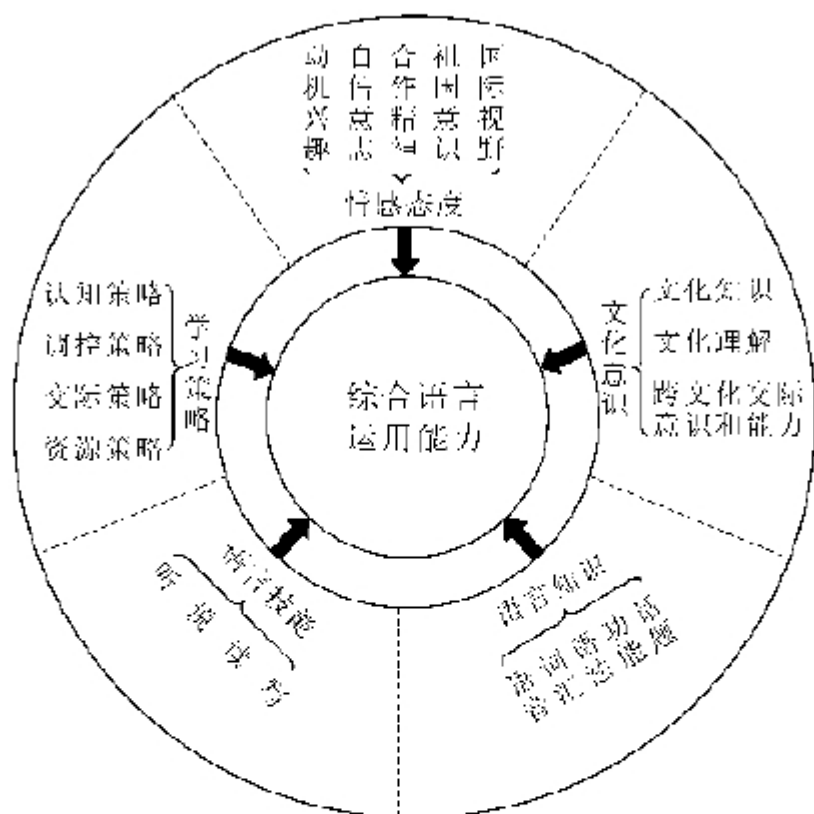 动机兴趣
自信意志
合作精神
祖国意识
国际视野
情感态度
认知策略
调控策略
交际策略
资源策略
学习策略
文化意识
文化知识
文化理解
跨文化交际
意识和能力
综合语言
运用能力
语言技能
听说读写
语言知识
语音
词汇
语法
功能
话题